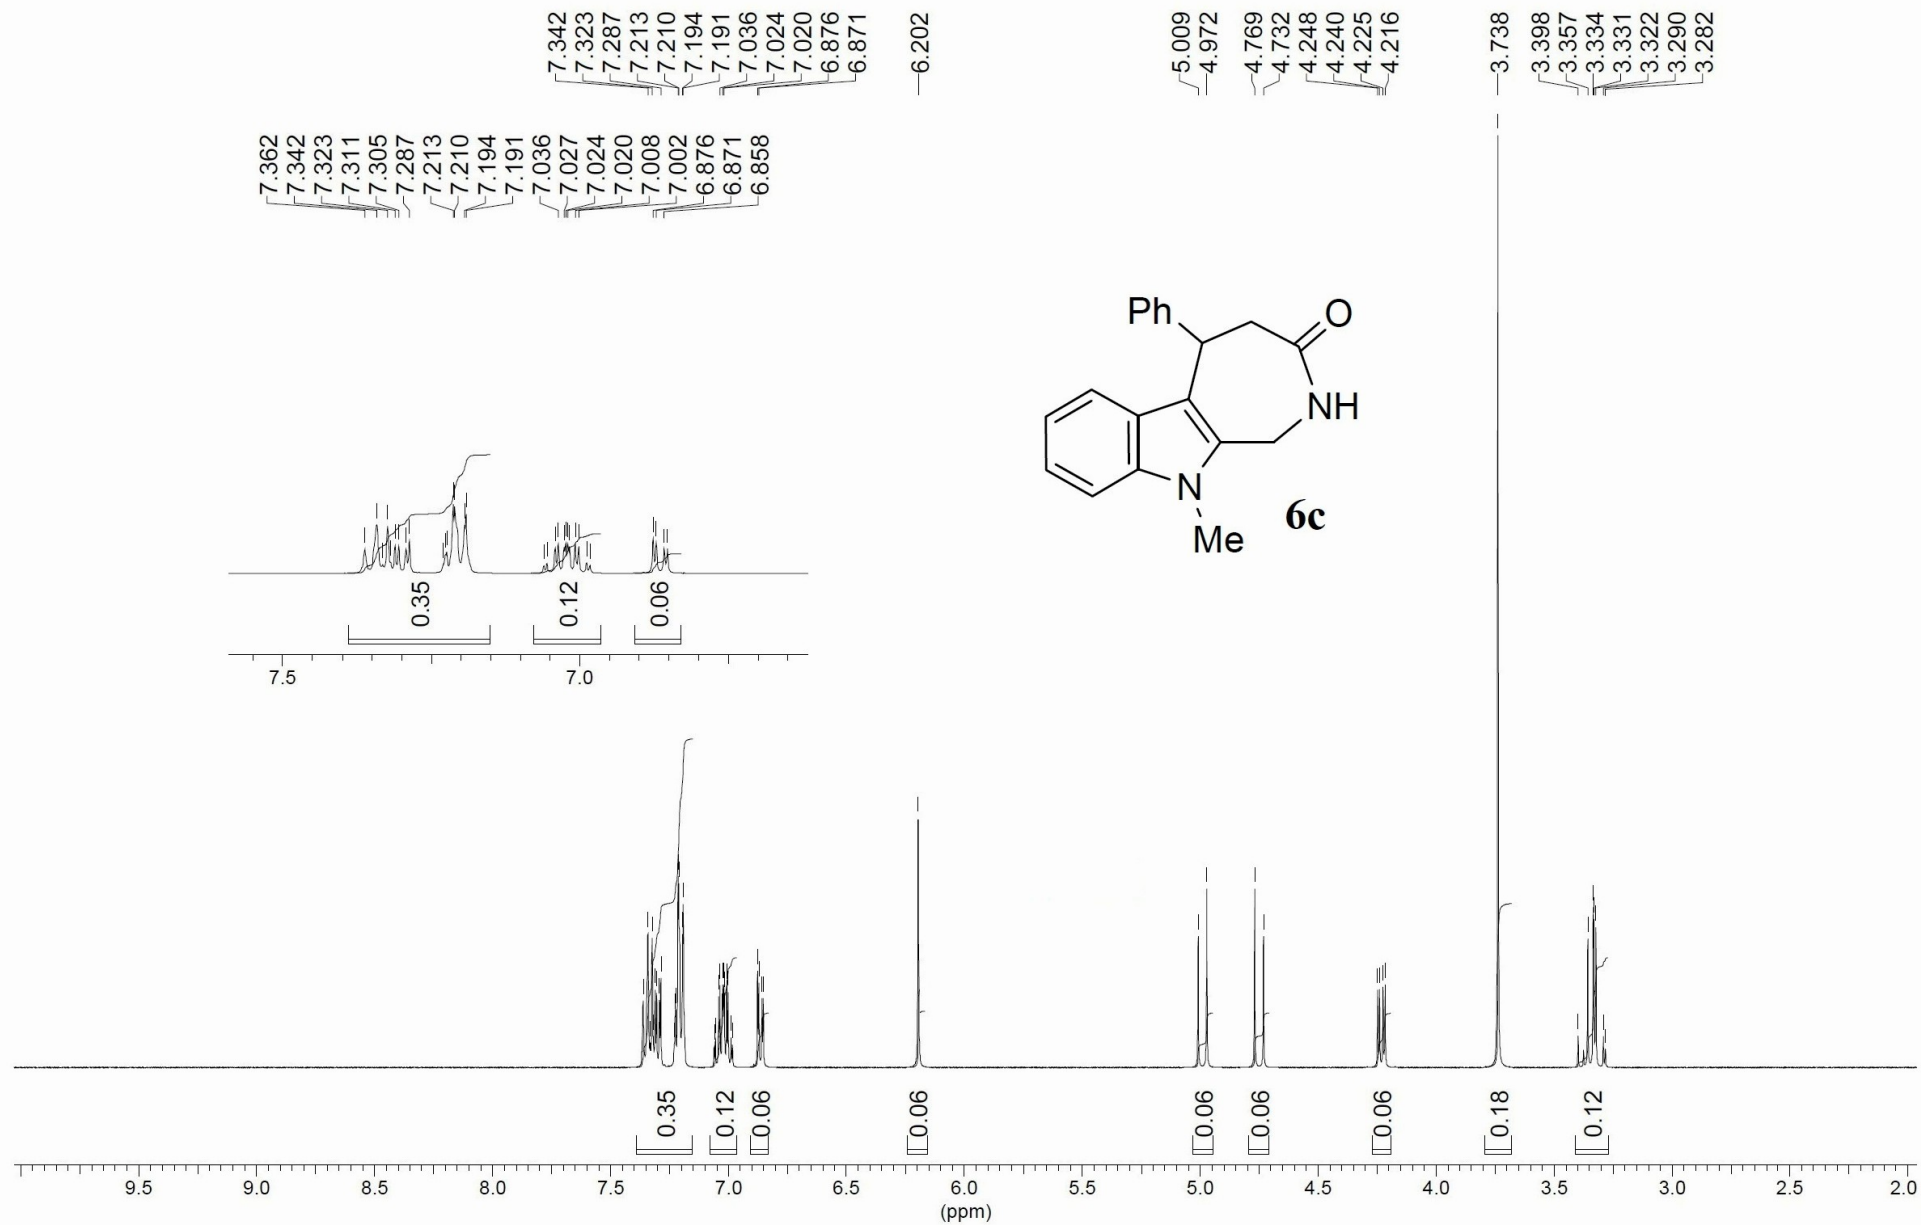 7.342 7.323 7.287 7.213 7.210 7.194 7.191 7.036 7.024 7.020 6.876 6.871 6.202 5.009 4.972 4.769 4.732 4.248 4.240 4.225 4.216 3.738 3.398 3.357 3.334 3.331 3.322 3.290 3.282
7.362 7.342 7.323 7.311 7.305 7.287 7.213 7.210 7.194 7.191 7.036 7.027 7.024 7.020 7.008 7.002 6.876 6.871 6.858
Ph
O
NH
N
6c
Me
0.35 0.12 0.06
7.5 7.0
0.35 0.12 0.06 0.06 0.06 0.06 0.06 0.18 0.12
9.5 9.0 8.5 8.0 7.5 7.0 6.5 6.0 5.5 5.0 4.5 4.0 3.5 3.0 2.5 2.0
(ppm)